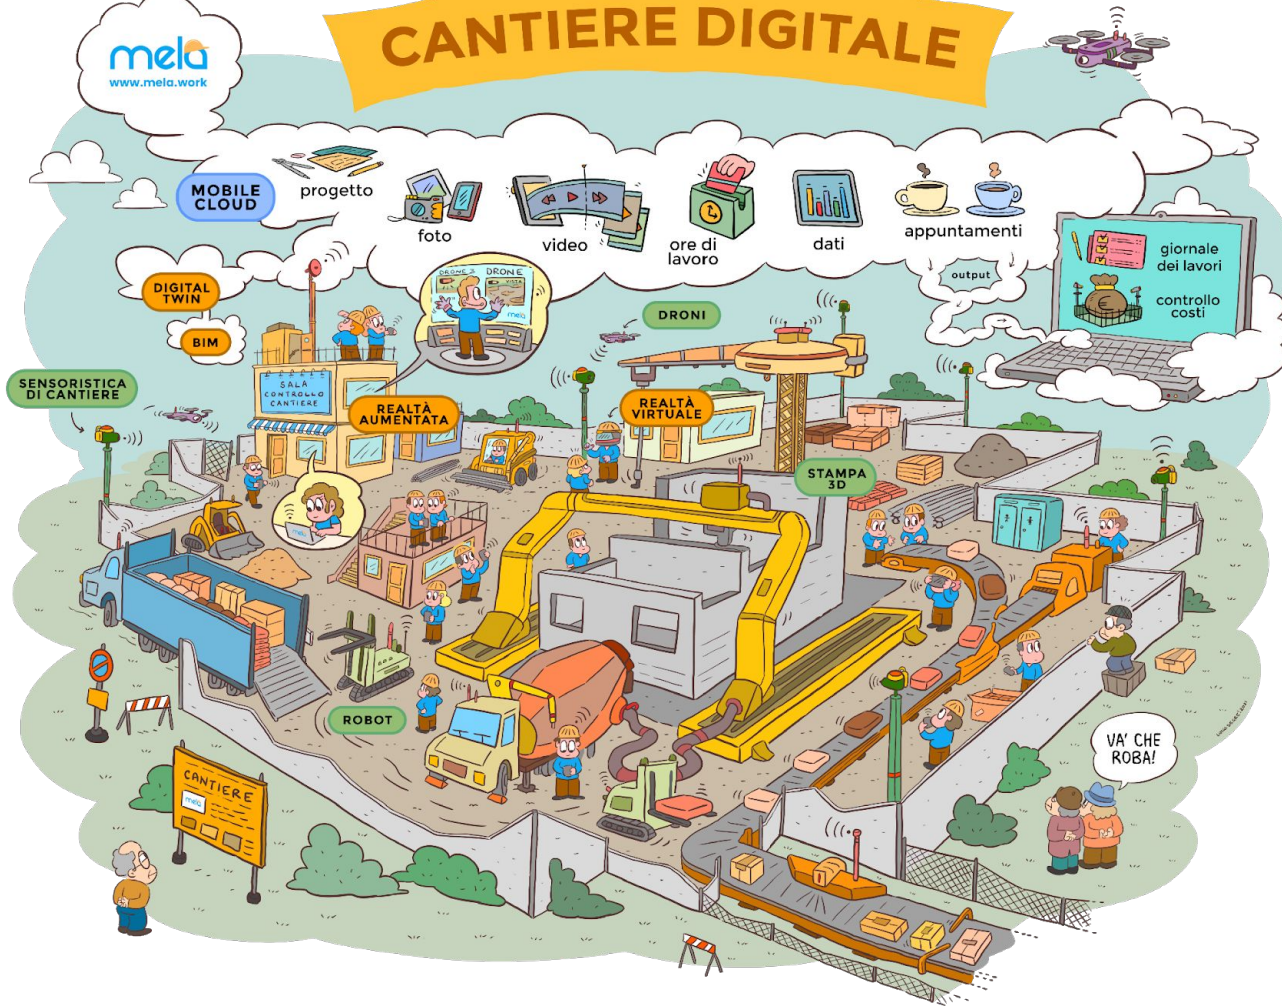 CANTIERE DIGITALE
mela
www.mela.work
MOBILE
CLOUD
progetto
foto
video
ore di
lavoro
dati
appuntamenti
output
giornale
dei lavori
controllo
costi
DIGITAL
TWIN
BIM
DRONE
mela
DRONI
SENSORISTICA
DI CANTIERE
SALA
CONTROLLO
CANTIERE
REALTÀ
AUMENTATA
REALTÀ
VIRTUALE
STAMPA
3D
mela
ROBOT
VA' CHE
ROBA!
CANTIERE
mela